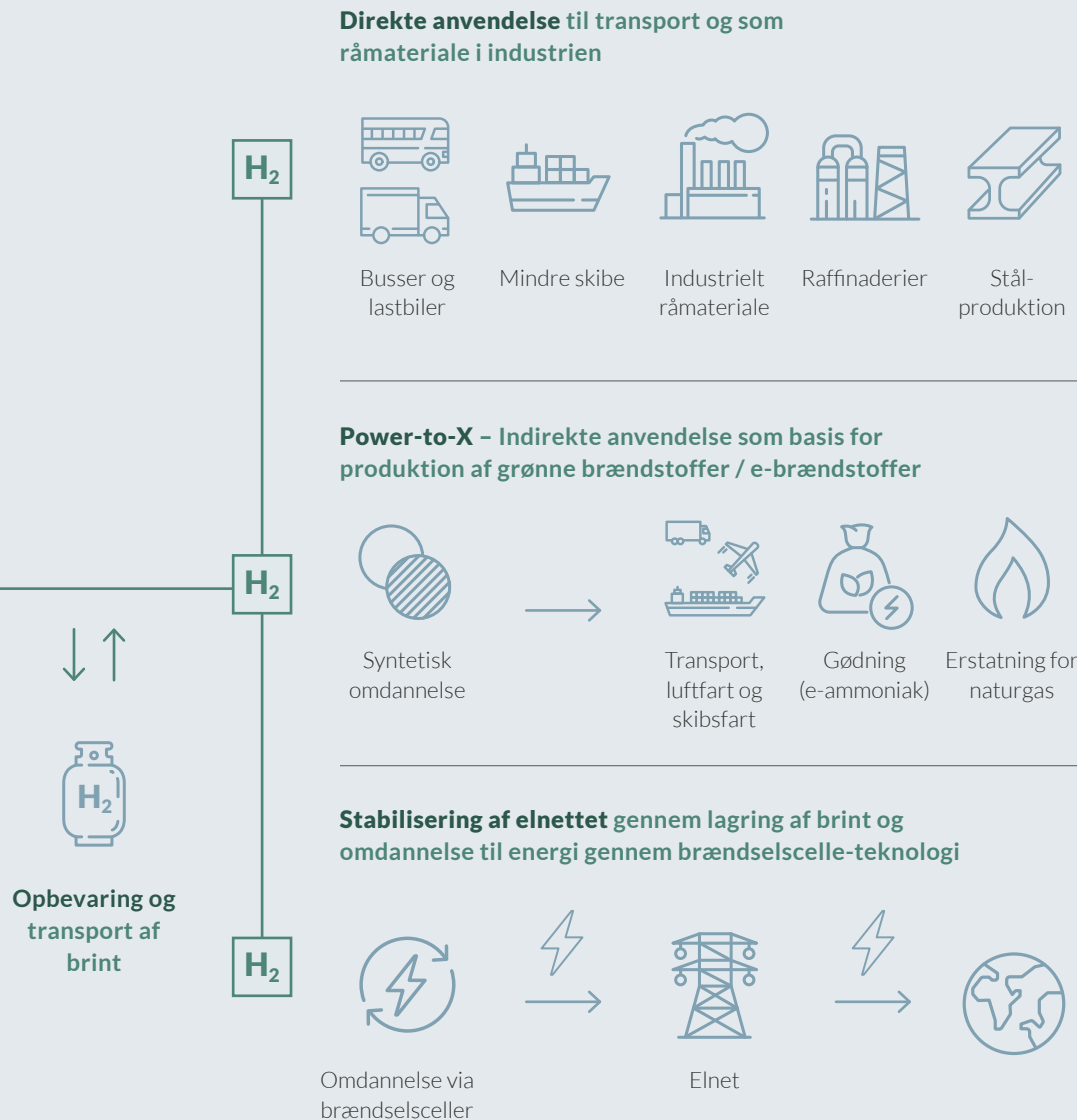 Direkte anvendelse til transport og som
råmateriale i industrien
H₂
Busser og
lastbiler
Mindre skibe
Industrielt
råmateriale
Raffinaderier
Stål-
produktion
Power-to-X – Indirekte anvendelse som basis for
produktion af grønne brændstoffer / e-brændstoffer
H₂
Syntetisk
omdannelse
Transport,
luftfart og
skibsfart
Gødning
(e-ammoniak)
Erstatning for
naturgas
H₂
Opbevaring og
transport af
brint
Stabilisering af elnettet gennem lagring af brint og
omdannelse til energi gennem brændselscelle-teknologi
H₂
Omdannelse via
brændselsceller
Elnet